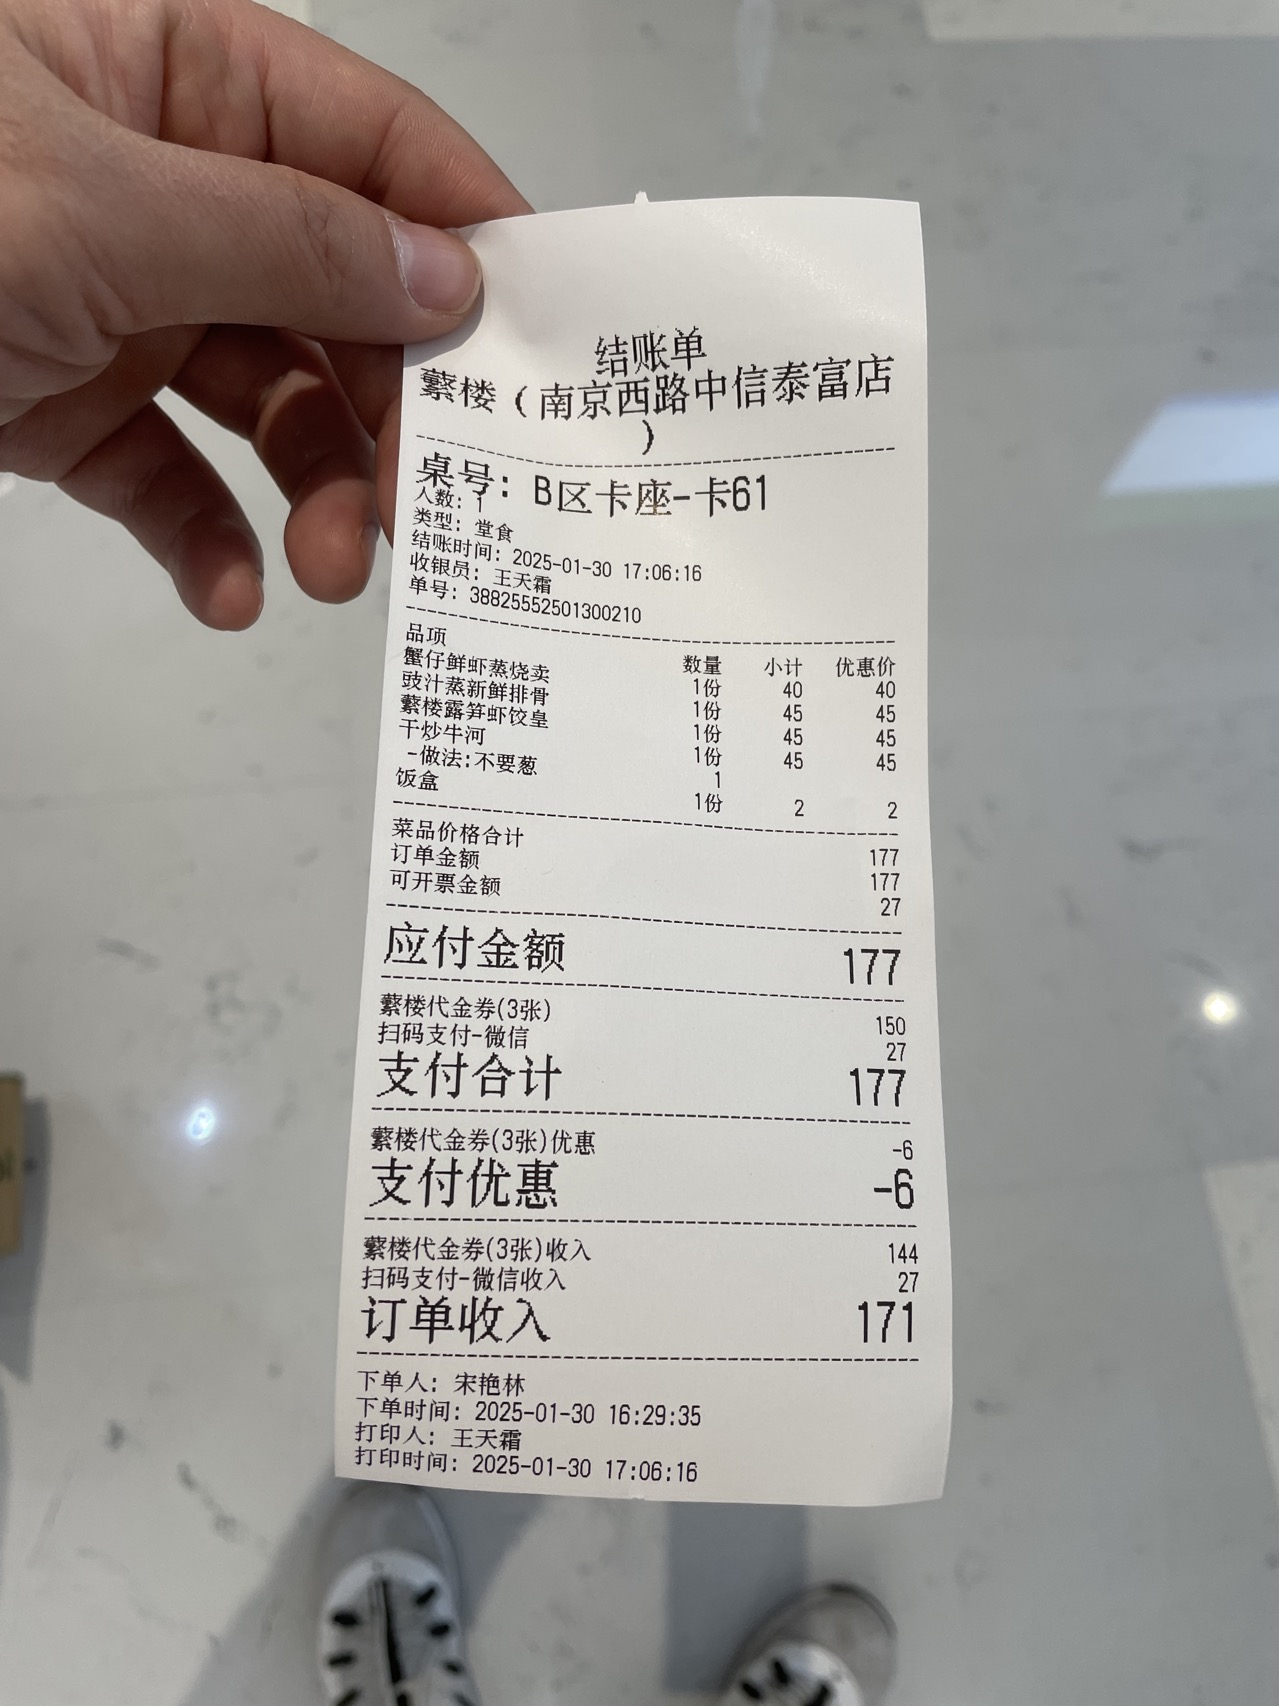 结账单
蘩楼（南京西路中信泰富店
）
桌号：B区卡座-卡61
人数：1
类型：堂食
结账时间：2025-01-30 17:06:16
收银员：王天霜
单号：38825552501300210
品项 数量 小计 优惠价
蟹仔鲜虾蒸烧卖 1份 40 40
豉汁蒸新鲜排骨 1份 45 45
蘩楼露笋虾饺皇 1份 45 45
干炒牛河 1份 45 45
-做法:不要葱 1
饭盒 1份 2 2
菜品价格合计 177
订单金额 177
可开票金额 27
应付金额 177
蘩楼代金券(3张) 150
扫码支付-微信 27
支付合计 177
蘩楼代金券(3张)优惠 -6
支付优惠 -6
蘩楼代金券(3张)收入 144
扫码支付-微信收入 27
订单收入 171
下单人：宋艳林
下单时间：2025-01-30 16:29:35
打印人：王天霜
打印时间：2025-01-30 17:06:16